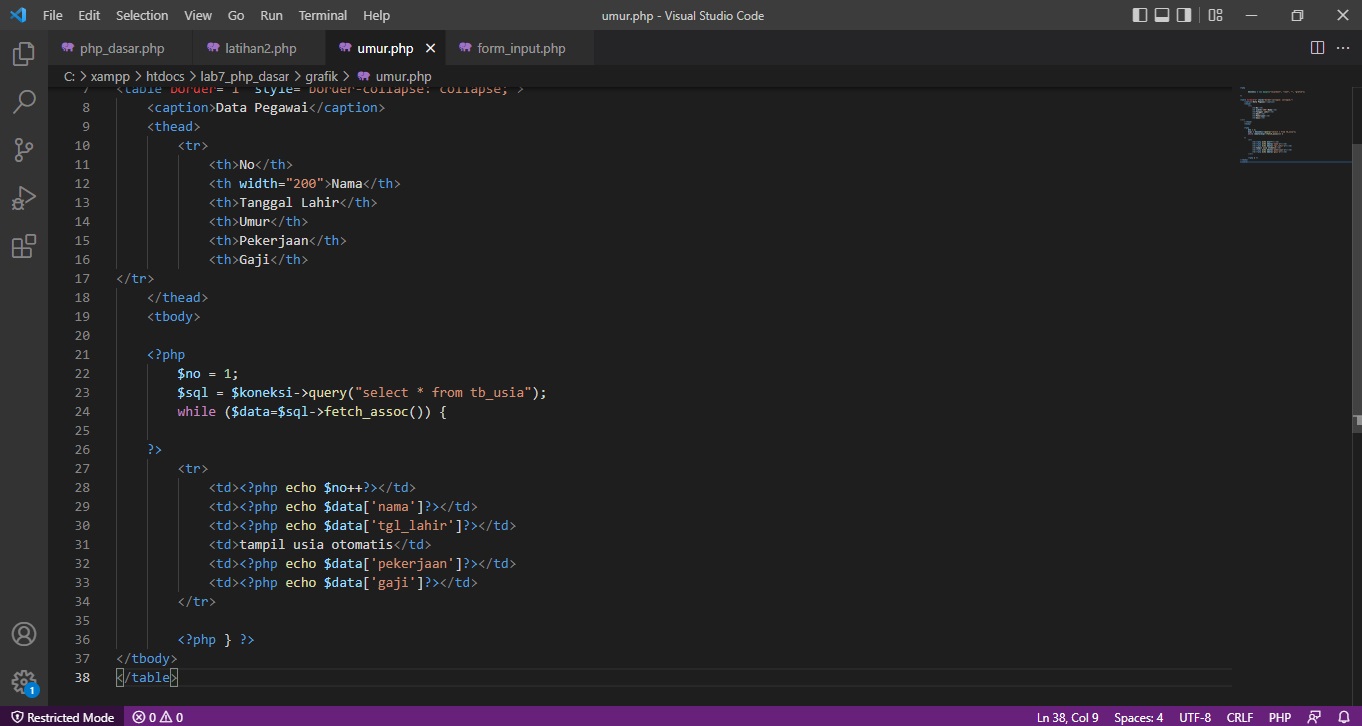 File Edit Selection View Go Run Terminal Help umur.php - Visual Studio Code
php_dasar.php latihan2.php umur.php form_input.php
C: > xampp > htdocs > lab7_php_dasar > grafik > umur.php
7 <table border="1" style="border-collapse: collapse;">
8 <caption>Data Pegawai</caption>
9 <thead>
10 <tr>
11 <th>No</th>
12 <th width="200">Nama</th>
13 <th>Tanggal Lahir</th>
14 <th>Umur</th>
15 <th>Pekerjaan</th>
16 <th>Gaji</th>
17 </tr>
18 </thead>
19 <tbody>
20
21 <?php
22 $no = 1;
23 $sql = $koneksi->query("select * from tb_usia");
24 while ($data=$sql->fetch_assoc()) {
25
26 ?>
27 <tr>
28 <td><?php echo $no++?></td>
29 <td><?php echo $data['nama']?></td>
30 <td><?php echo $data['tgl_lahir']?></td>
31 <td>tampil usia otomatis</td>
32 <td><?php echo $data['pekerjaan']?></td>
33 <td><?php echo $data['gaji']?></td>
34 </tr>
35
36 <?php } ?>
37 </tbody>
38 </table>
1
Restricted Mode 0 0 Ln 38, Col 9 Spaces: 4 UTF-8 CRLF PHP